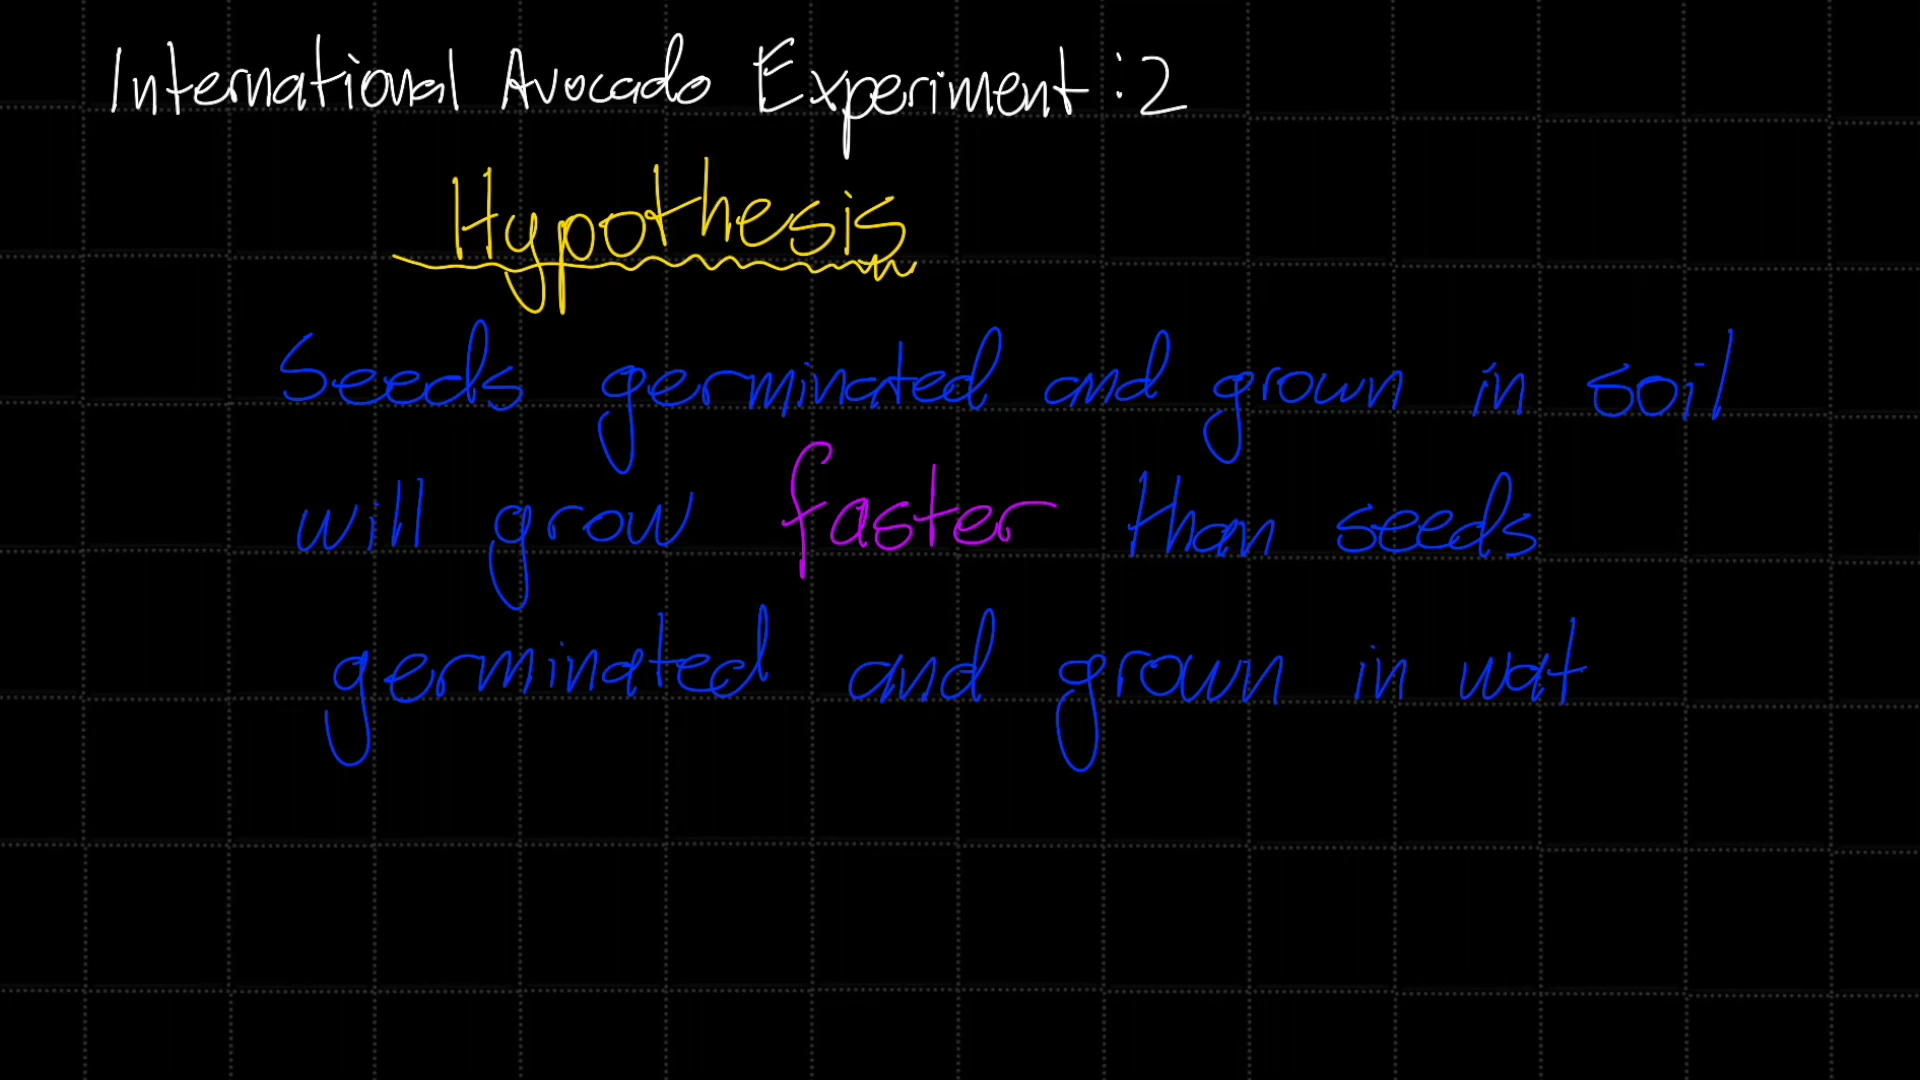 International Avocado Experiment:2
Hypothesis
Seeds germinated and grown in soil
will grow faster than seeds
germinated and grown in wat